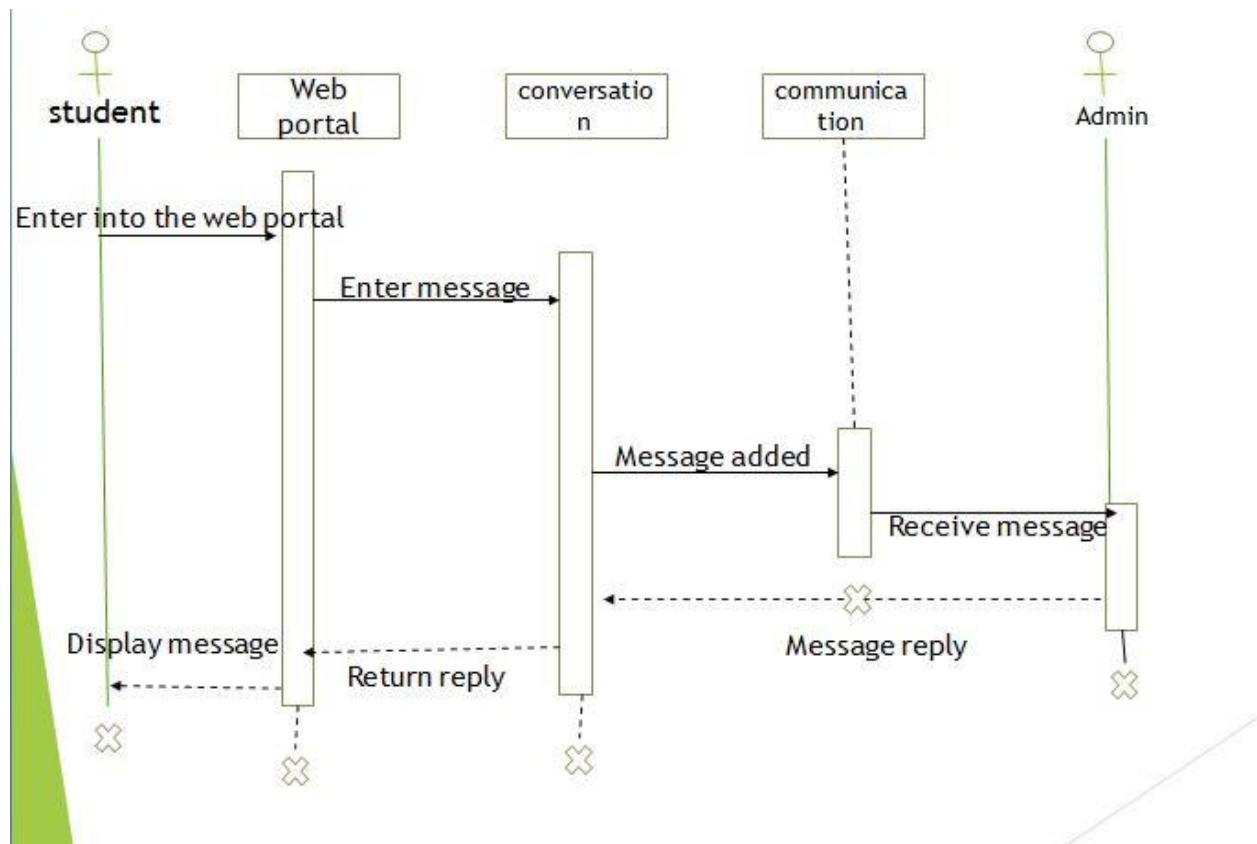 student
Web
portal
conversatio
n
communica
tion
Admin
Enter into the web portal
Enter message
Message added
Receive message
Display message
Message reply
Return reply